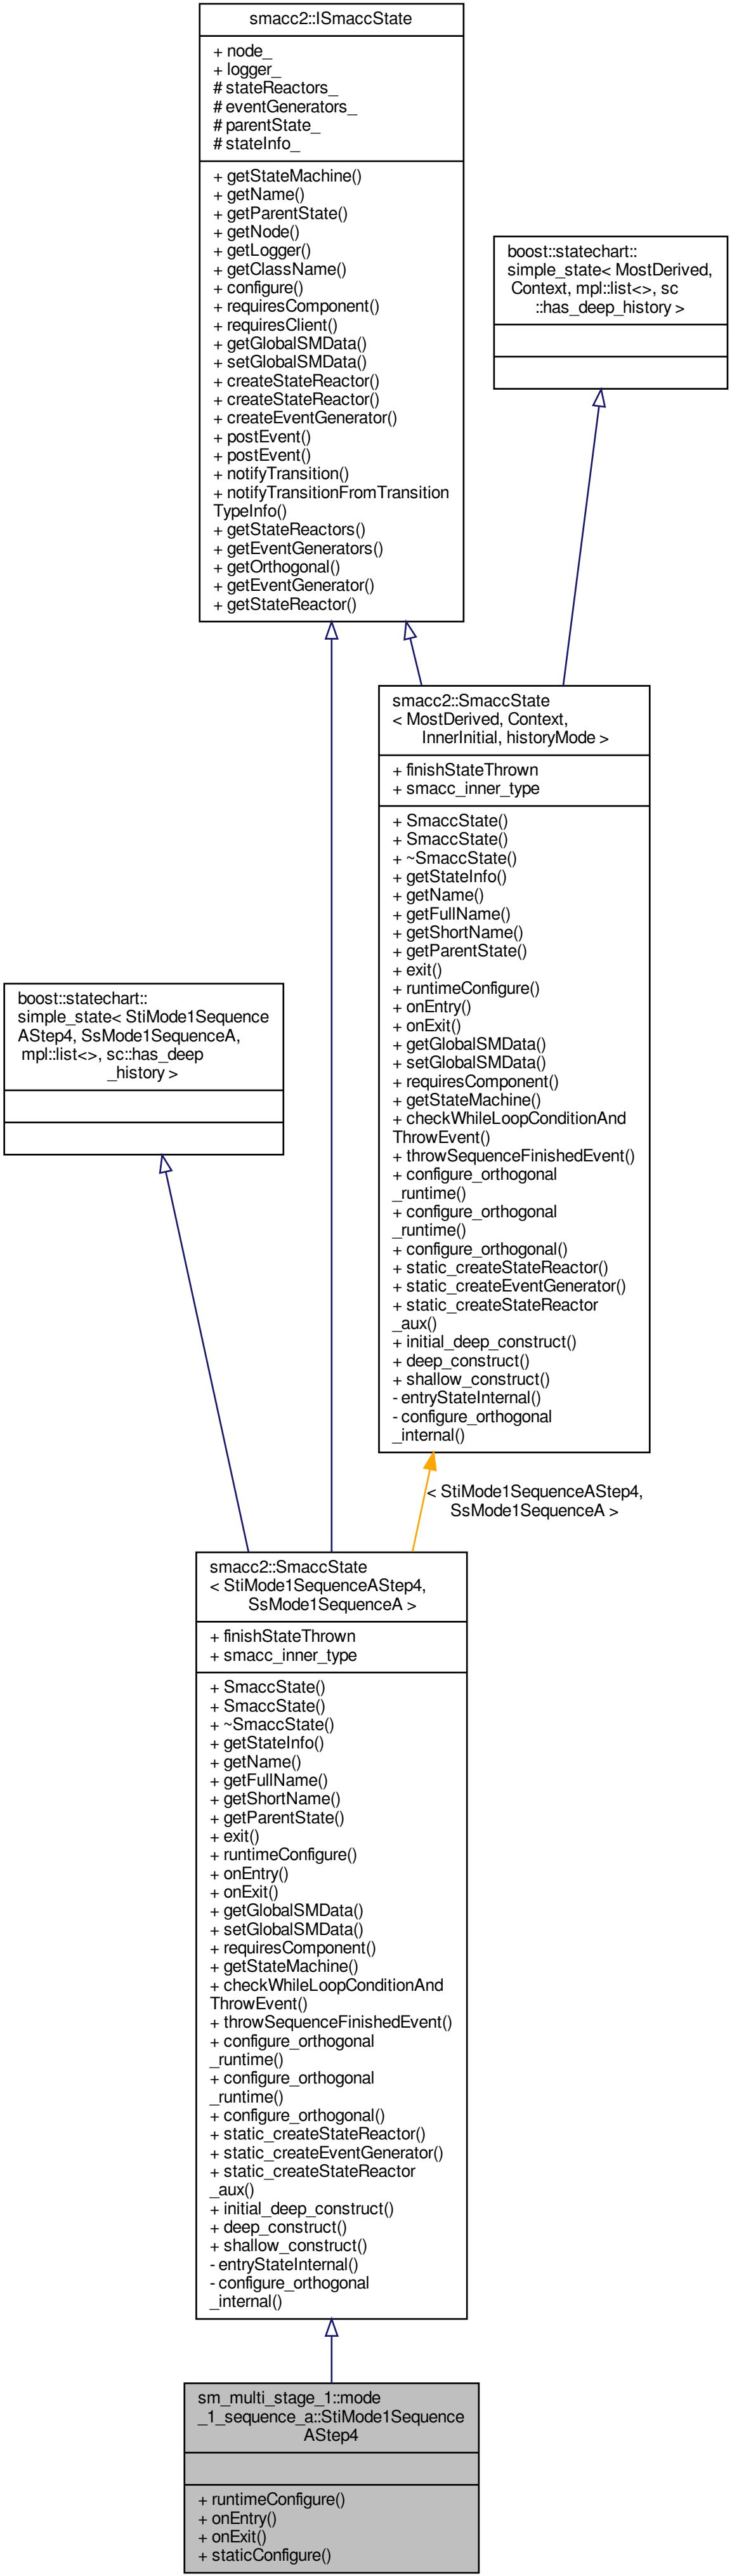 smacc2::ISmaccState
+ node_
+ logger_
# stateReactors_
# eventGenerators_
# parentState_
# stateInfo_
+ getStateMachine()
+ getName()
+ getParentState()
+ getNode()
+ getLogger()
+ getClassName()
+ configure()
+ requiresComponent()
+ requiresClient()
+ getGlobalSMData()
+ setGlobalSMData()
+ createStateReactor()
+ createStateReactor()
+ createEventGenerator()
+ postEvent()
+ postEvent()
+ notifyTransition()
+ notifyTransitionFromTransition
TypeInfo()
+ getStateReactors()
+ getEventGenerators()
+ getOrthogonal()
+ getEventGenerator()
+ getStateReactor()
boost::statechart::
simple_state< MostDerived,
Context, mpl::list<>, sc
::has_deep_history >
smacc2::SmaccState
< MostDerived, Context,
InnerInitial, historyMode >
+ finishStateThrown
+ smacc_inner_type
+ SmaccState()
+ SmaccState()
+ ~SmaccState()
+ getStateInfo()
+ getName()
+ getFullName()
+ getShortName()
+ getParentState()
+ exit()
+ runtimeConfigure()
+ onEntry()
+ onExit()
+ getGlobalSMData()
+ setGlobalSMData()
+ requiresComponent()
+ getStateMachine()
+ checkWhileLoopConditionAnd
ThrowEvent()
+ throwSequenceFinishedEvent()
+ configure_orthogonal
_runtime()
+ configure_orthogonal
_runtime()
+ configure_orthogonal()
+ static_createStateReactor()
+ static_createEventGenerator()
+ static_createStateReactor
_aux()
+ initial_deep_construct()
+ deep_construct()
+ shallow_construct()
- entryStateInternal()
- configure_orthogonal
_internal()
boost::statechart::
simple_state< StiMode1Sequence
AStep4, SsMode1SequenceA,
mpl::list<>, sc::has_deep
_history >
< StiMode1SequenceAStep4,
SsMode1SequenceA >
smacc2::SmaccState
< StiMode1SequenceAStep4,
SsMode1SequenceA >
+ finishStateThrown
+ smacc_inner_type
+ SmaccState()
+ SmaccState()
+ ~SmaccState()
+ getStateInfo()
+ getName()
+ getFullName()
+ getShortName()
+ getParentState()
+ exit()
+ runtimeConfigure()
+ onEntry()
+ onExit()
+ getGlobalSMData()
+ setGlobalSMData()
+ requiresComponent()
+ getStateMachine()
+ checkWhileLoopConditionAnd
ThrowEvent()
+ throwSequenceFinishedEvent()
+ configure_orthogonal
_runtime()
+ configure_orthogonal
_runtime()
+ configure_orthogonal()
+ static_createStateReactor()
+ static_createEventGenerator()
+ static_createStateReactor
_aux()
+ initial_deep_construct()
+ deep_construct()
+ shallow_construct()
- entryStateInternal()
- configure_orthogonal
_internal()
sm_multi_stage_1::mode
_1_sequence_a::StiMode1Sequence
AStep4
+ runtimeConfigure()
+ onEntry()
+ onExit()
+ staticConfigure()